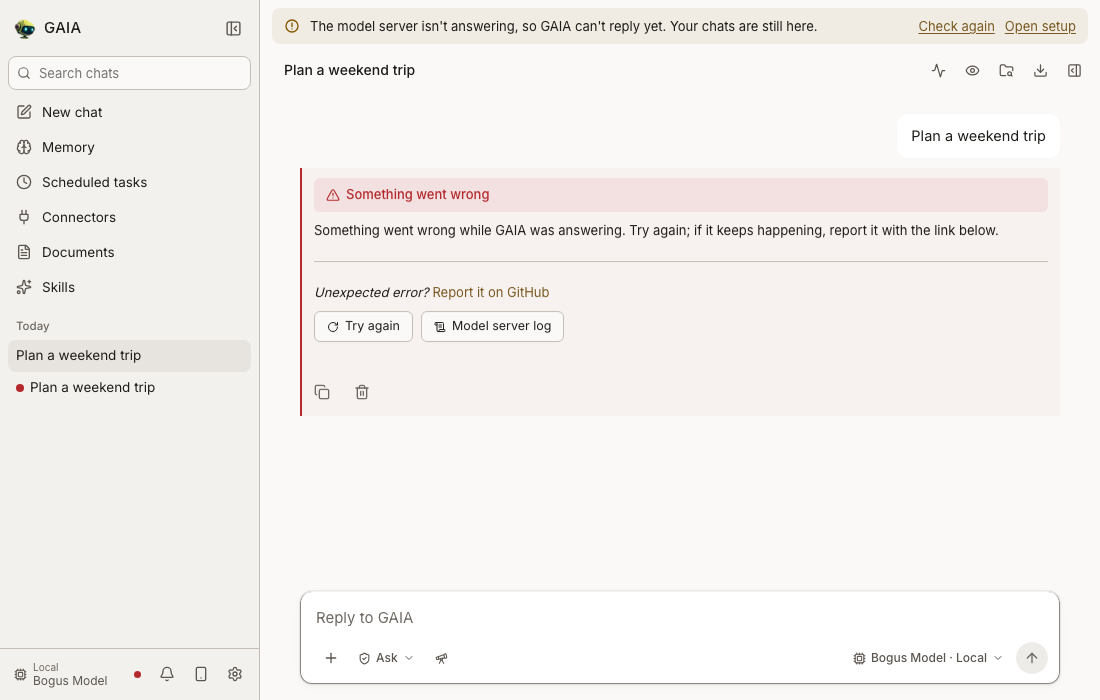 GAIA
Search chats
New chat
Memory
Scheduled tasks
Connectors
Documents
Skills
Today
Plan a weekend trip
Plan a weekend trip
Local
Bogus Model
The model server isn't answering, so GAIA can't reply yet. Your chats are still here.
Check again
Open setup
Plan a weekend trip
Plan a weekend trip
Something went wrong
Something went wrong while GAIA was answering. Try again; if it keeps happening, report it with the link below.
Unexpected error? Report it on GitHub
Try again
Model server log
Reply to GAIA
Ask
Bogus Model · Local